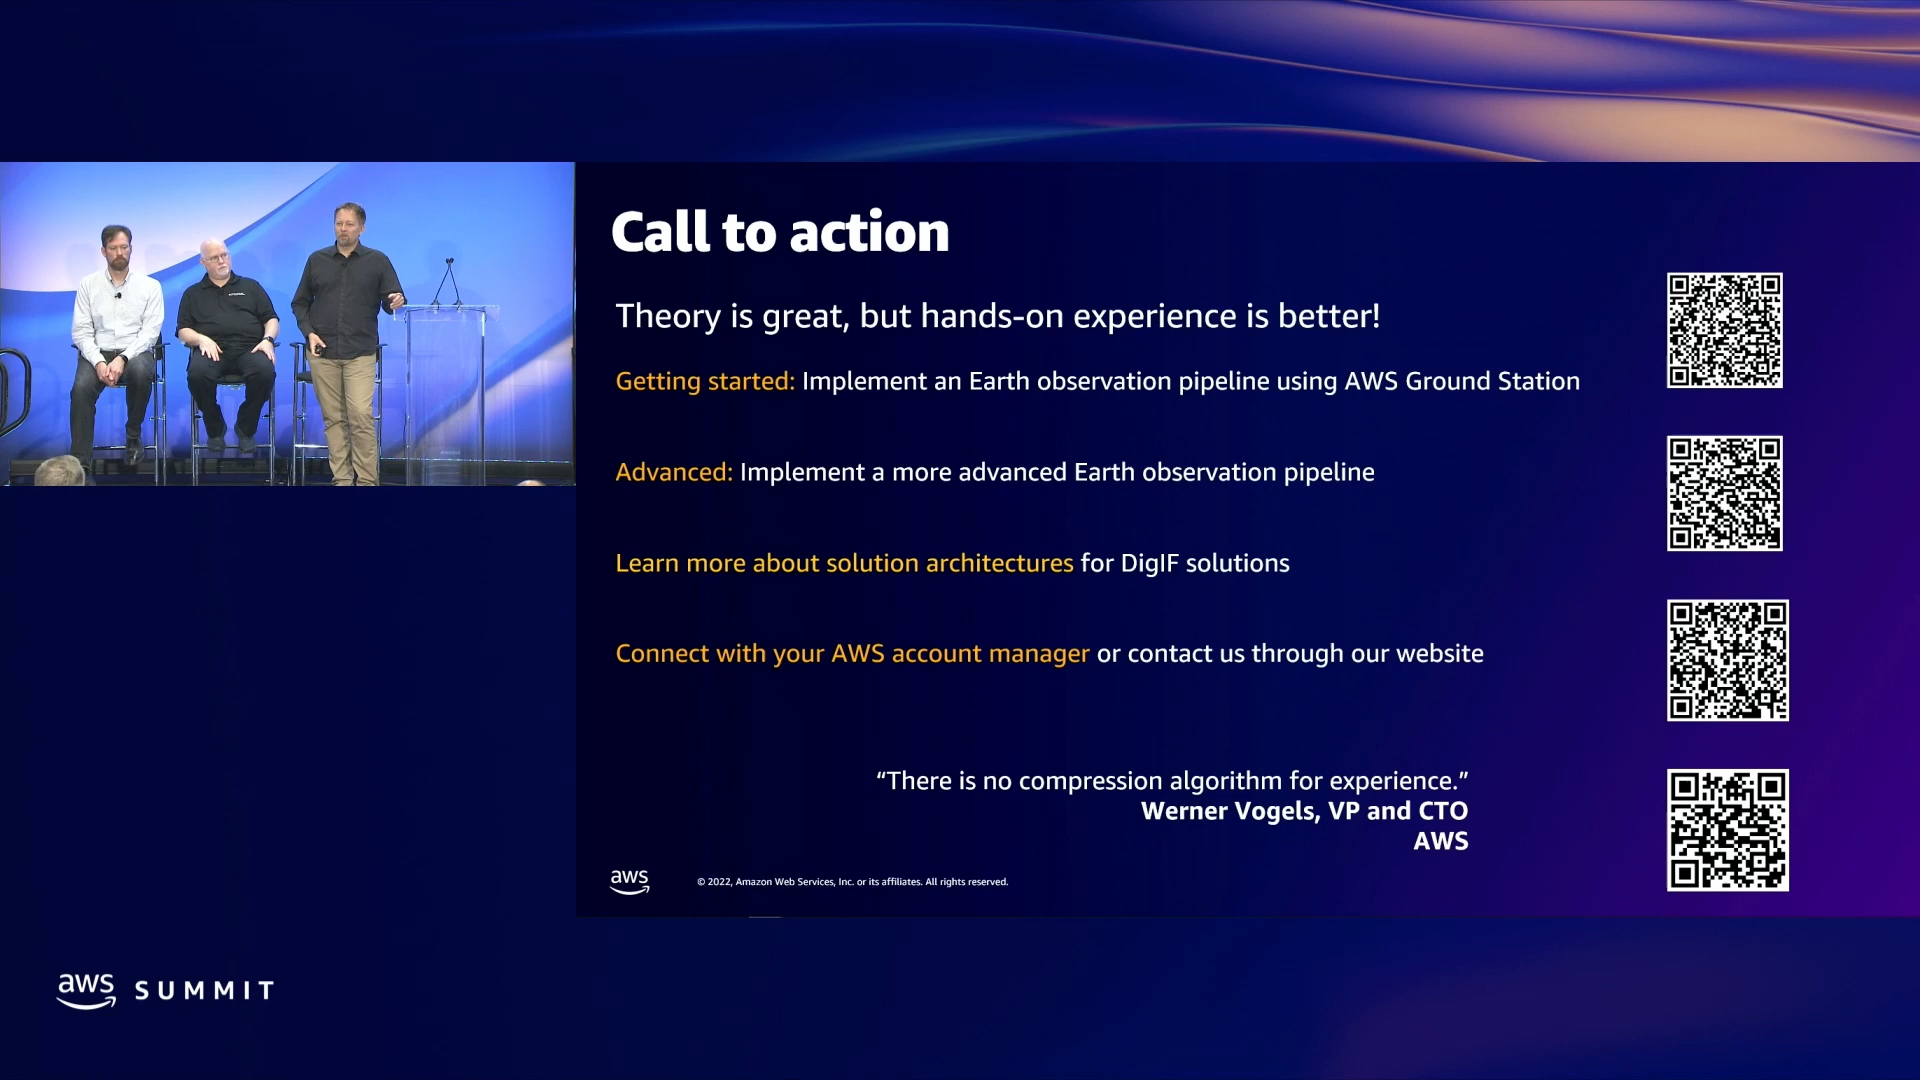 Call to action
Theory is great, but hands-on experience is better!
Getting started: Implement an Earth observation pipeline using AWS Ground Station
Advanced: Implement a more advanced Earth observation pipeline
Learn more about solution architectures for DigIF solutions
Connect with your AWS account manager or contact us through our website
“There is no compression algorithm for experience.”
Werner Vogels, VP and CTO
AWS
aws
© 2022, Amazon Web Services, Inc. or its affiliates. All rights reserved.
aws SUMMIT